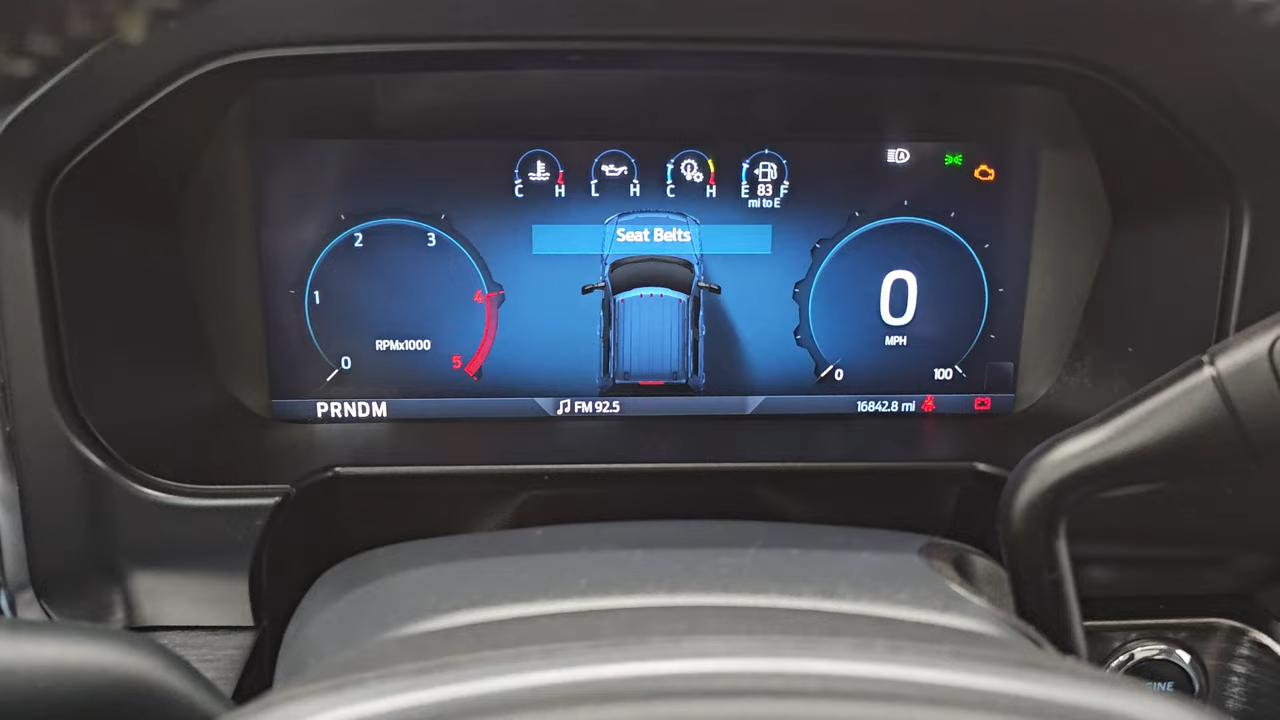 C H
L H
C H
E 83 F
mi to E
Seat Belts
0 1 2 3 4 5
RPMx1000
0
MPH
0 100
PRNDM
FM 92.5
16842.8 mi